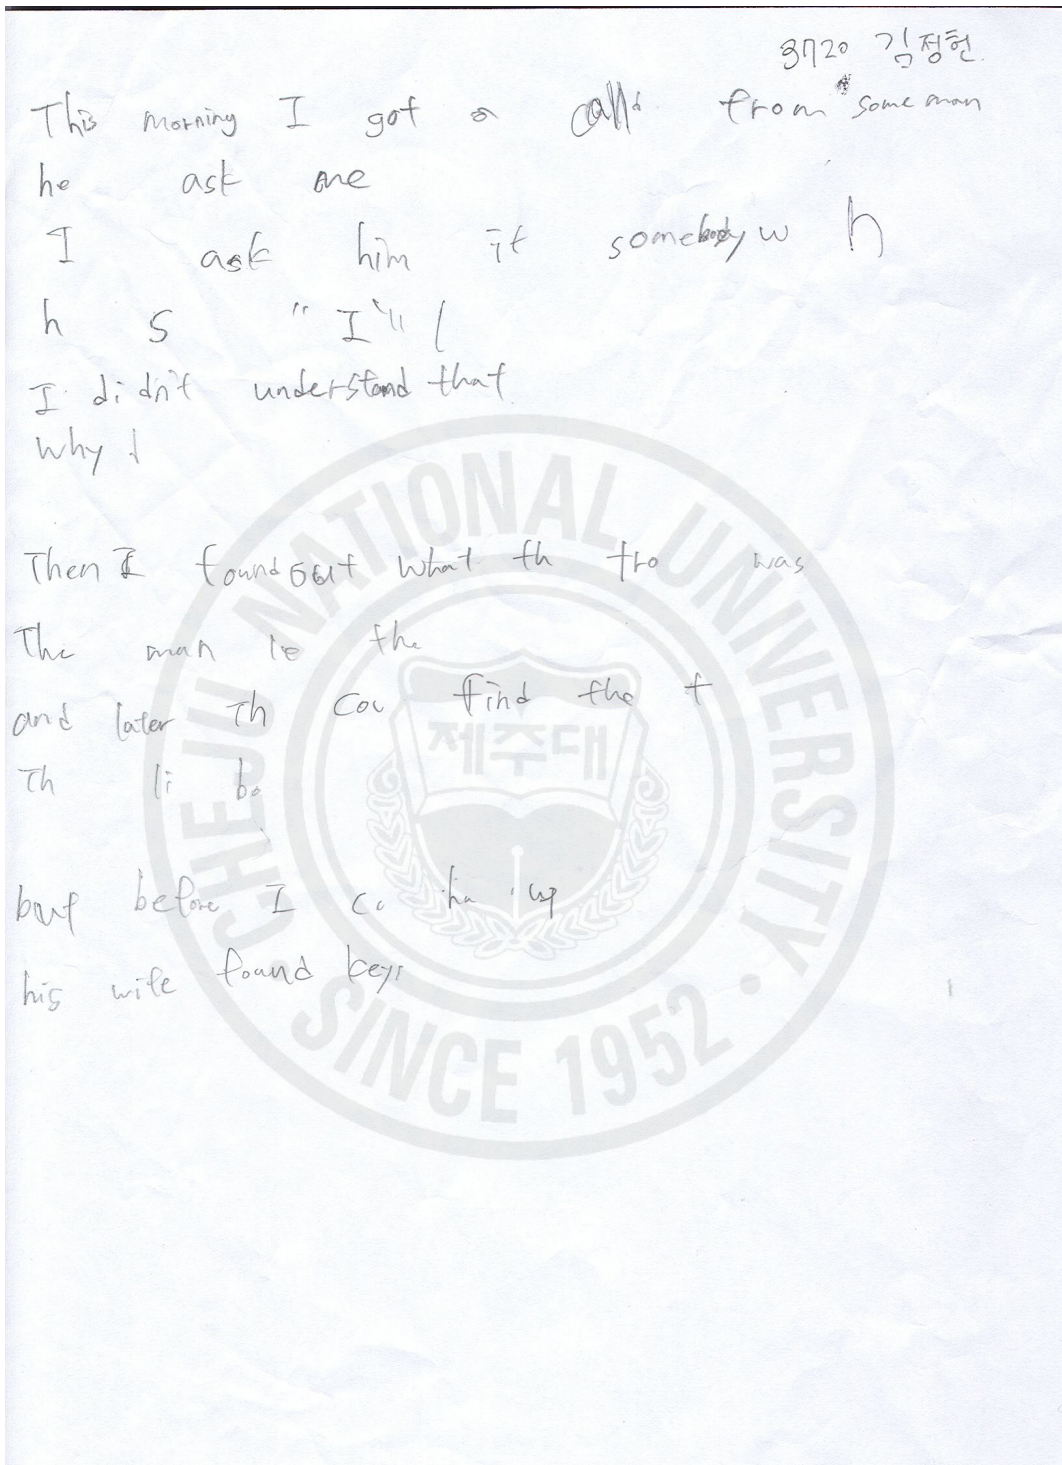 3720 김정헌
This morning I got a call from some man
he ask me
I ask him if somebody w h
h s "I"
I didn't understand that
why I
CHEJU NATIONAL UNIVERSITY
Then I found out what th tro was
The man le the
and later Th cou find the t
제주대
Th li bo
but before I co ha up
his wife found keys
SINCE 1952